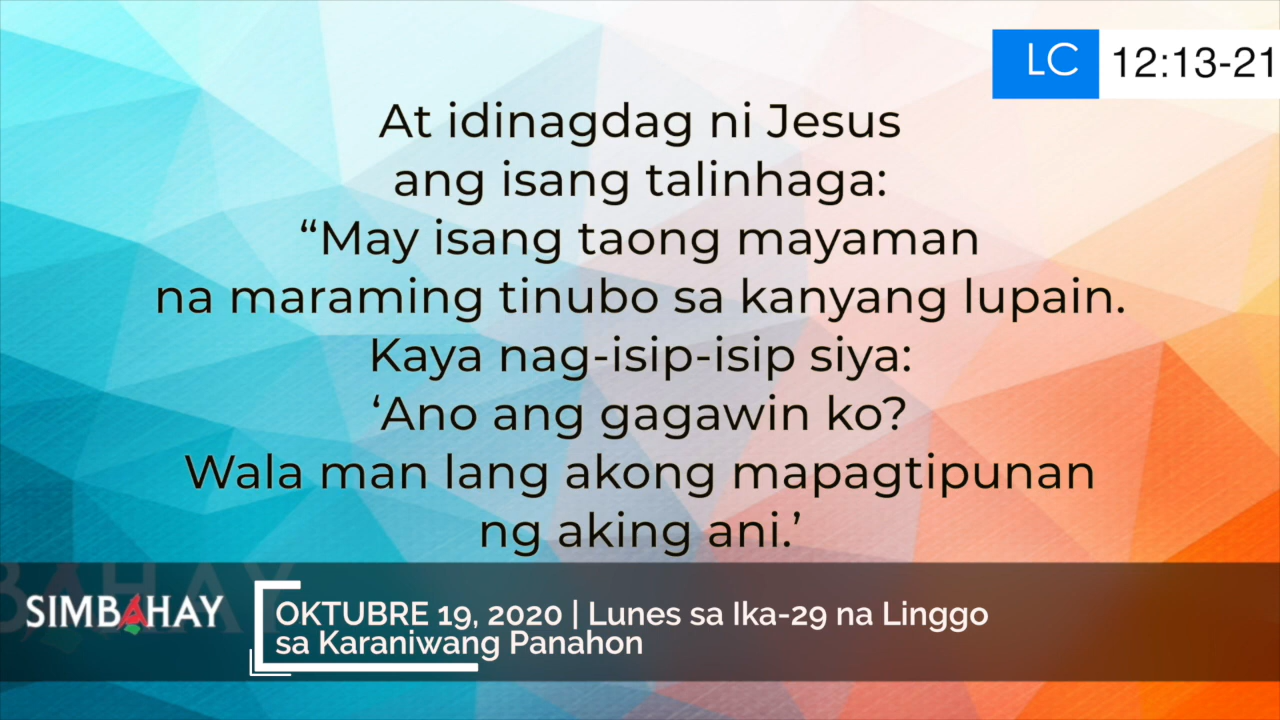 LC 12:13-21
At idinagdag ni Jesus
ang isang talinhaga:
“May isang taong mayaman
na maraming tinubo sa kanyang lupain.
Kaya nag-isip-isip siya:
‘Ano ang gagawin ko?
Wala man lang akong mapagtipunan
ng aking ani.’
SIMBAHAY
OKTUBRE 19, 2020 | Lunes sa Ika-29 na Linggo
sa Karaniwang Panahon